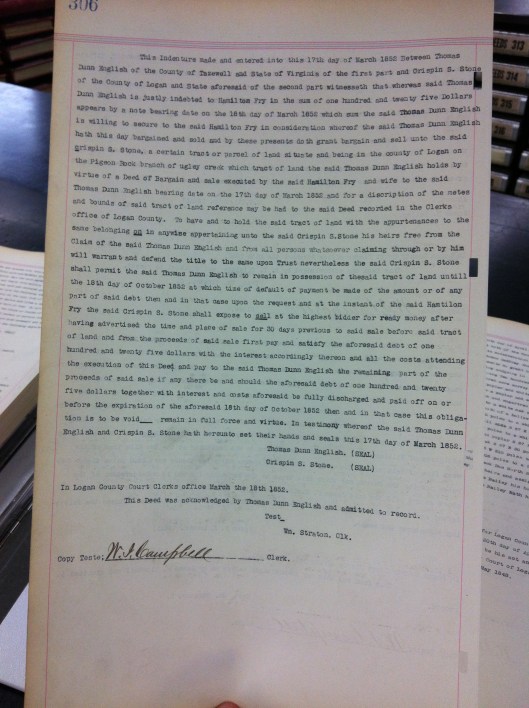 306
This Indenture made and entered into this 17th day of March 1852 Between Thomas
Dunn English of the County of Tazewell and State of Virginia of the first part and Crispin S. Stone
of the County of Logan and State aforesaid of the second part witnesseth that whereas said Thomas
Dunn English is justly indebted to Hamilton Fry in the sum of one hundred and twenty five Dollars
appears by a note bearing date on the 18th day of March 1852 which sum the said Thomas Dunn English
is willing to secure to the said Hamilton Fry in consideration whereof the said Thomas Dunn English
hath this day bargained and sold and by these presents doth grant bargain and sell unto the said
Crispin S. Stone, a certain tract or parcel of land situate and being in the county of Logan on
the Pigeon Rock branch of ugley creek which tract of land the said Thomas Dunn English holds by
virtue of a Deed of Bargain and sale executed by the said Hamilton Fry and wife to the said
Thomas Dunn English bearing date on the 17th day of March 1852 and for a discription of the notes
and bounds of said tract of land reference may be had to the said Deed recorded in the Clerks
office of Logan County. To have and to hold the said tract of land with the appurtenances to the
same belonging on in anywise appertaining unto the said Crispin S.Stone his heirs free from the
Claim of the said Thomas Dunn English and from all persons whatsoever claiming through or by him
will warrant and defend the title to the same upon Trust nevertheless the said Crispin S. Stone
shall permit the said Thomas Dunn English to remain in possession of thesaid tract of land untill
the 18th day of October 1852 at which time of default of payment be made of the amount or of any
part of said debt then and in that case upon the request and at the instant of the said Hamtilon
Fry the said Crispin S. Stone shall expose to sell at the highest bidder for ready money after
having advertised the time and place of sale for 30 days previous to said sale before said tract
of land and from the proceeds of said sale first pay and satisfy the aforesaid debt of one
hundred and twenty five dollars with the interest accordingly thereon and all the costs attending
the execution of this Deed and pay to the said Thomas Dunn English the remaining part of the
proceeds of said sale if any there be and should the aforesaid debt of one hundred and twenty
five dollars together with interest and costs aforesaid be fully discharged and paid off on or
before the expiration of the aforesaid 18th day of October 1852 then and in that case this obliga-
tion is to be void___ remain in full force and virtue. In testimony whereof the said Thomas Dunn
English and Crispin S. Stone Hath hereunto set their hands and seals this 17th day of March 1852.
Thomas Dunn English. (SEAL)
Crispin S. Stone. (SEAL)
In Logan County Court Clerks office March the 18th 1852.
This Deed was acknowledged by Thomas Dunn English and admitted to record.
Test_
Wm. Straton, Clk.
Copy Teste; W.I. Campbell Clerk.